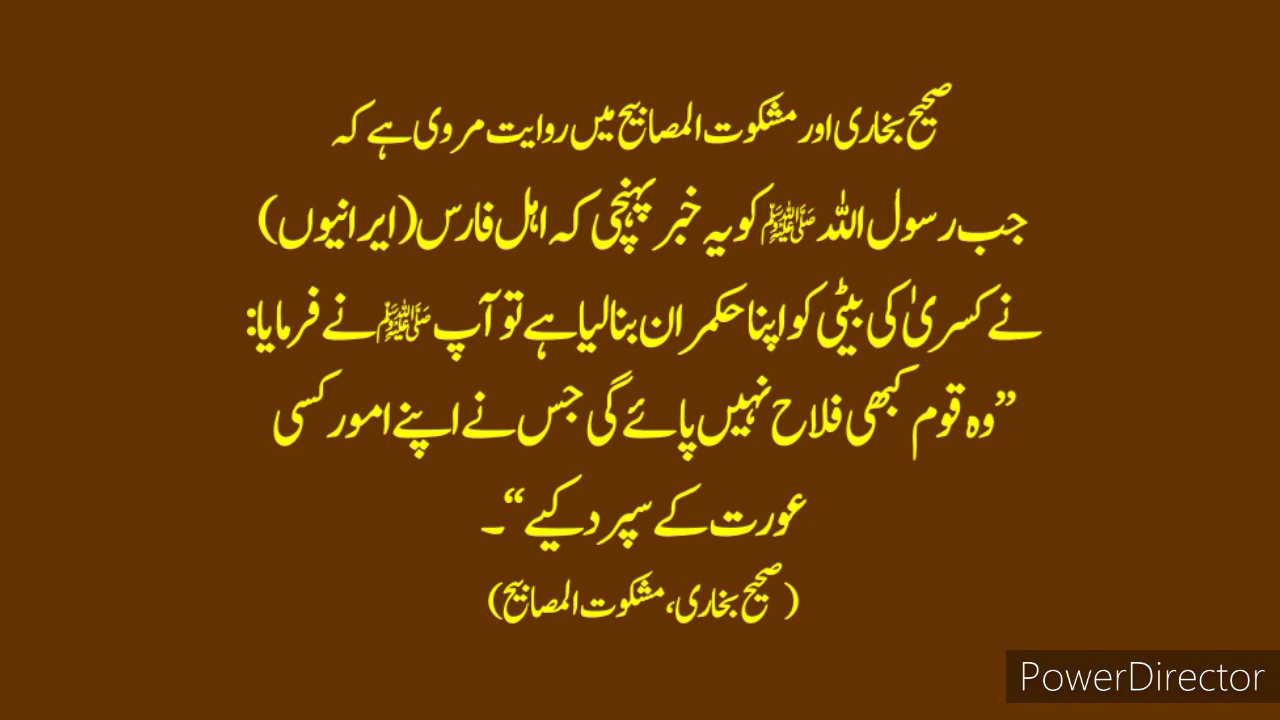 صحیح بخاری اور مشکوت المصابیح میں روایت مروی ہے کہ
جب رسول اللہ ﷺ کو یہ خبر پہنچی کہ اہل فارس (ایرانیوں)
نے کسریٰ کی بیٹی کو اپنا حکمران بنالیا ہے تو آپ ﷺ نے فرمایا:
”وہ قوم کبھی فلاح نہیں پائے گی جس نے اپنے امور کسی
عورت کے سپرد کیے“۔
(صحیح بخاری، مشکوت المصابیح)
PowerDirector